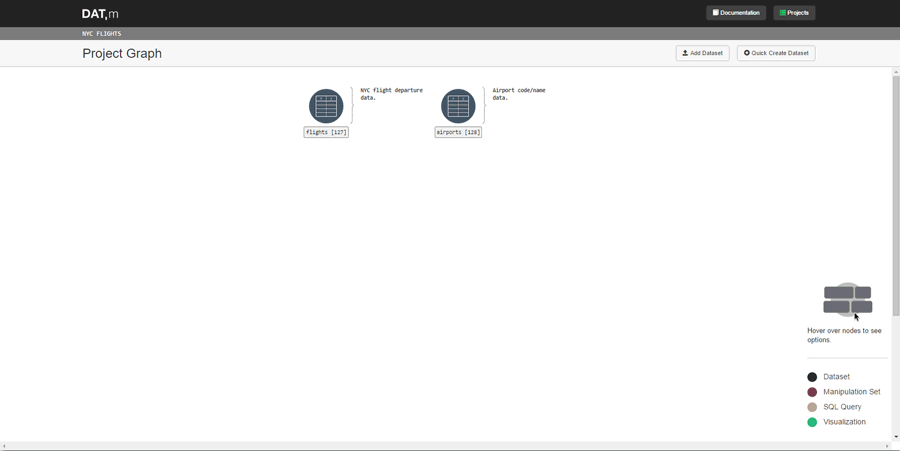 DAT,m
Documentation
Projects
NYC FLIGHTS
Project Graph
Add Dataset
Quick Create Dataset
NYC flight departure
data.
Airport code/name
data.
flights [127]
airports [128]
Hover over nodes to see
options
Dataset
Manipulation Set
SQL Query
Visualization